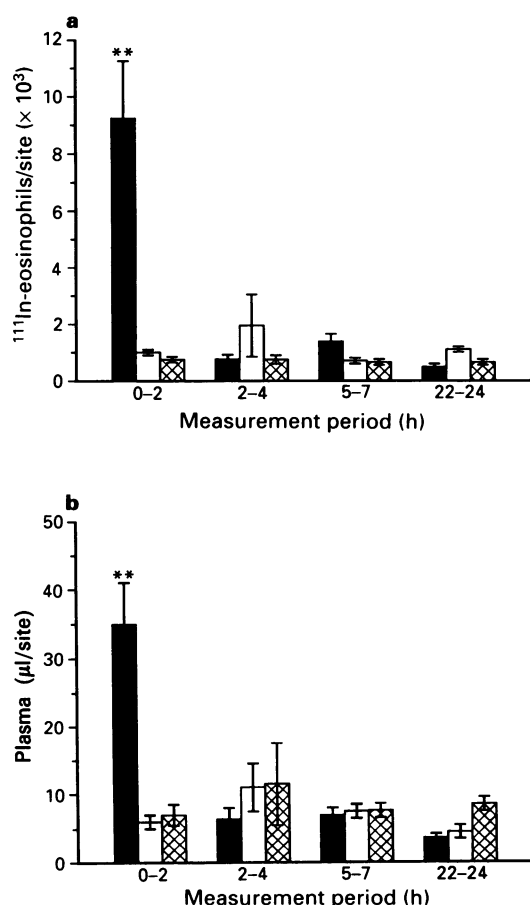 a
12
**
10
8
6
4
2
0
¹¹¹In-eosinophils/site (× 10³)
0–2 2–4 5–7 22–24
Measurement period (h)
b
50
**
40
30
20
10
0
Plasma (μl/site)
0–2 2–4 5–7 22–24
Measurement period (h)